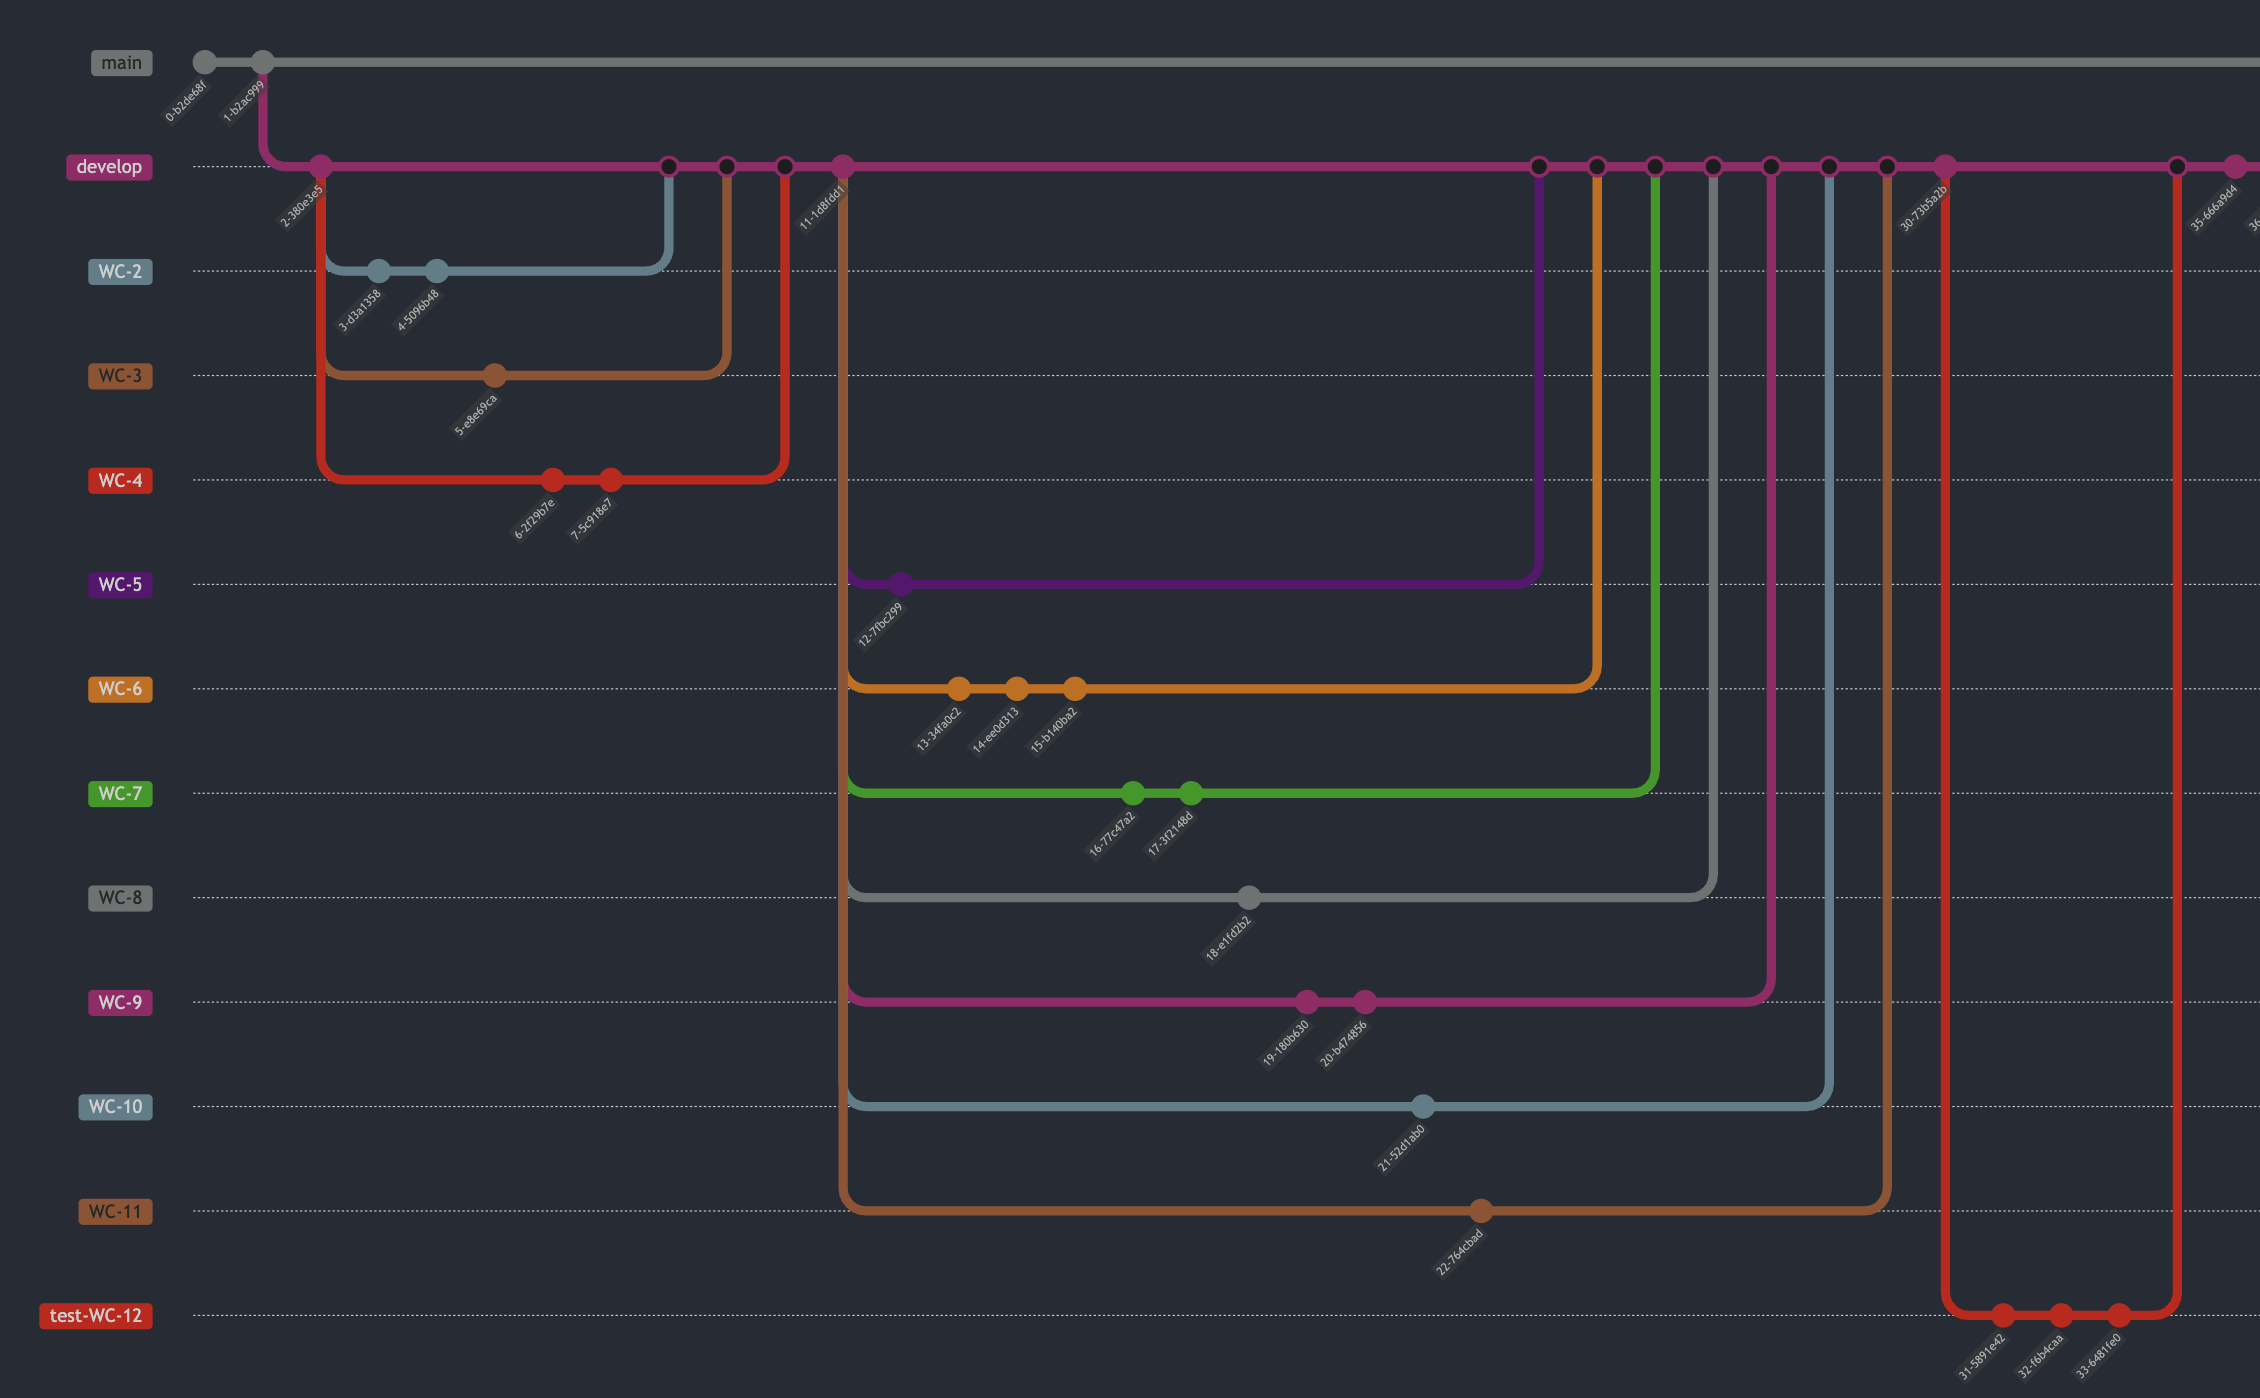 main
0-b2de68f
1-b2ac999
develop
2-380e3e5
11-1d8fdd1
30-73b5a2b
35-666a9d4
36
WC-2
3-d3a1358
4-5096b48
WC-3
5-e8e69ca
WC-4
6-2f29b7e
7-5c918e7
WC-5
12-7fbc299
WC-6
13-34fa0c2
14-ee0d313
15-b140ba2
WC-7
16-77c47a2
17-3f2148d
WC-8
18-e1fd2b2
WC-9
19-180b630
20-b474856
WC-10
21-52d1ab0
WC-11
22-764cbad
test-WC-12
31-5891e42
32-f6b4caa
33-6481fe0